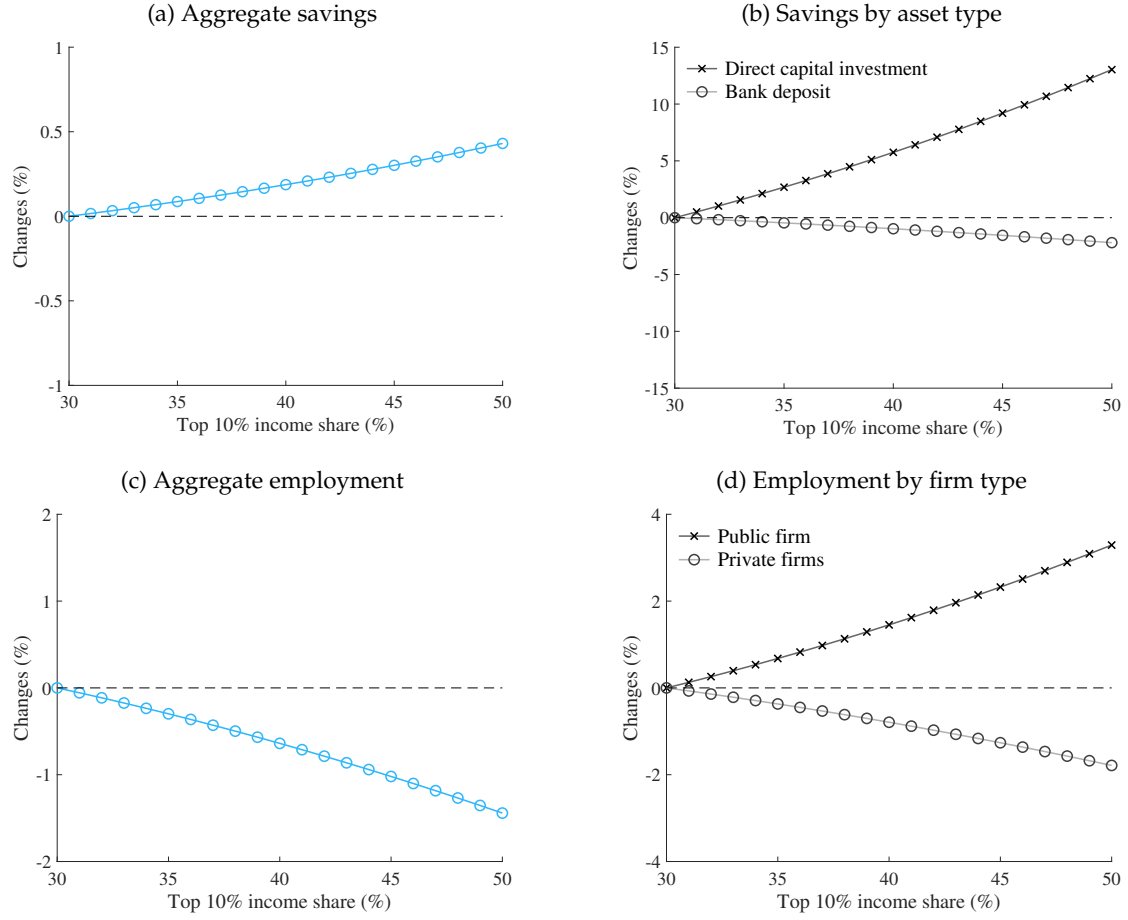 (a) Aggregate savings
1
0.5
0
-0.5
-1
Changes (%)
30 35 40 45 50
Top 10% income share (%)
(b) Savings by asset type
15
10
5
0
-5
-10
-15
Changes (%)
Direct capital investment
Bank deposit
30 35 40 45 50
Top 10% income share (%)
(c) Aggregate employment
2
1
0
-1
-2
Changes (%)
30 35 40 45 50
Top 10% income share (%)
(d) Employment by firm type
4
2
0
-2
-4
Changes (%)
Public firm
Private firms
30 35 40 45 50
Top 10% income share (%)